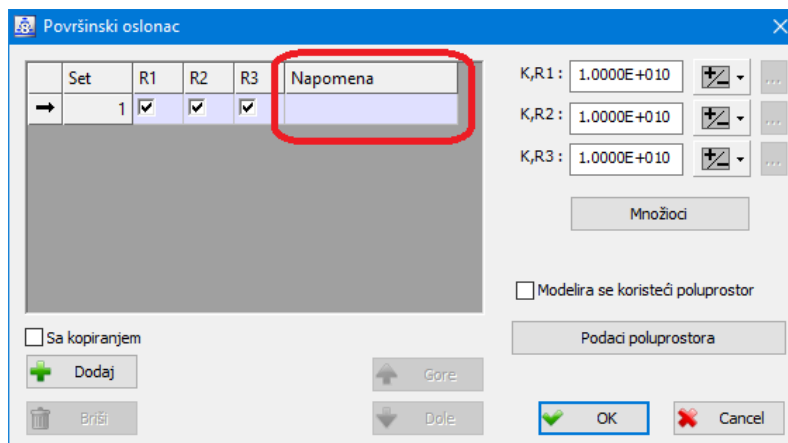 Površinski oslonac
Set R1 R2 R3 Napomena
1
K,R1 : 1.0000E+010
K,R2 : 1.0000E+010
K,R3 : 1.0000E+010
...
...
...
Množioci
Modelira se koristeći poluprostor
Podaci poluprostora
Sa kopiranjem
Dodaj
Gore
Briši
Dole
OK
Cancel